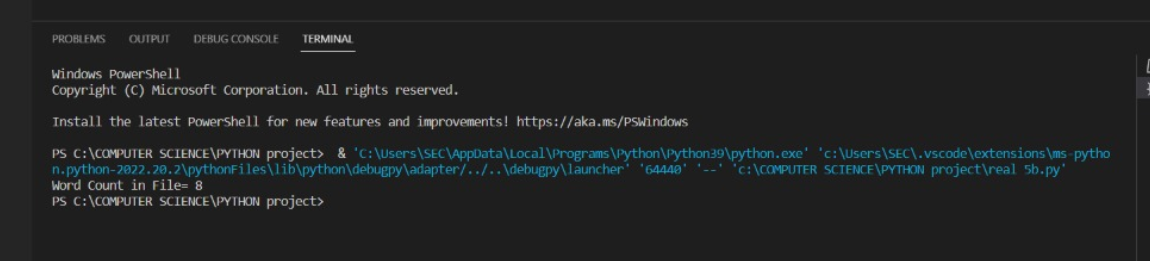 PROBLEMS OUTPUT DEBUG CONSOLE TERMINAL
Windows PowerShell
Copyright (C) Microsoft Corporation. All rights reserved.
Install the latest PowerShell for new features and improvements! https://aka.ms/PSWindows
PS C:\COMPUTER SCIENCE\PYTHON project>  & 'C:\Users\SEC\AppData\Local\Programs\Python\Python39\python.exe' 'c:\Users\SEC\.vscode\extensions\ms-pytho
n.python-2022.20.2\pythonFiles\lib\python\debugpy\adapter/../..\debugpy\launcher' '64440' '--' 'c:\COMPUTER SCIENCE\PYTHON project\real 5b.py'
Word Count in File= 8
PS C:\COMPUTER SCIENCE\PYTHON project>